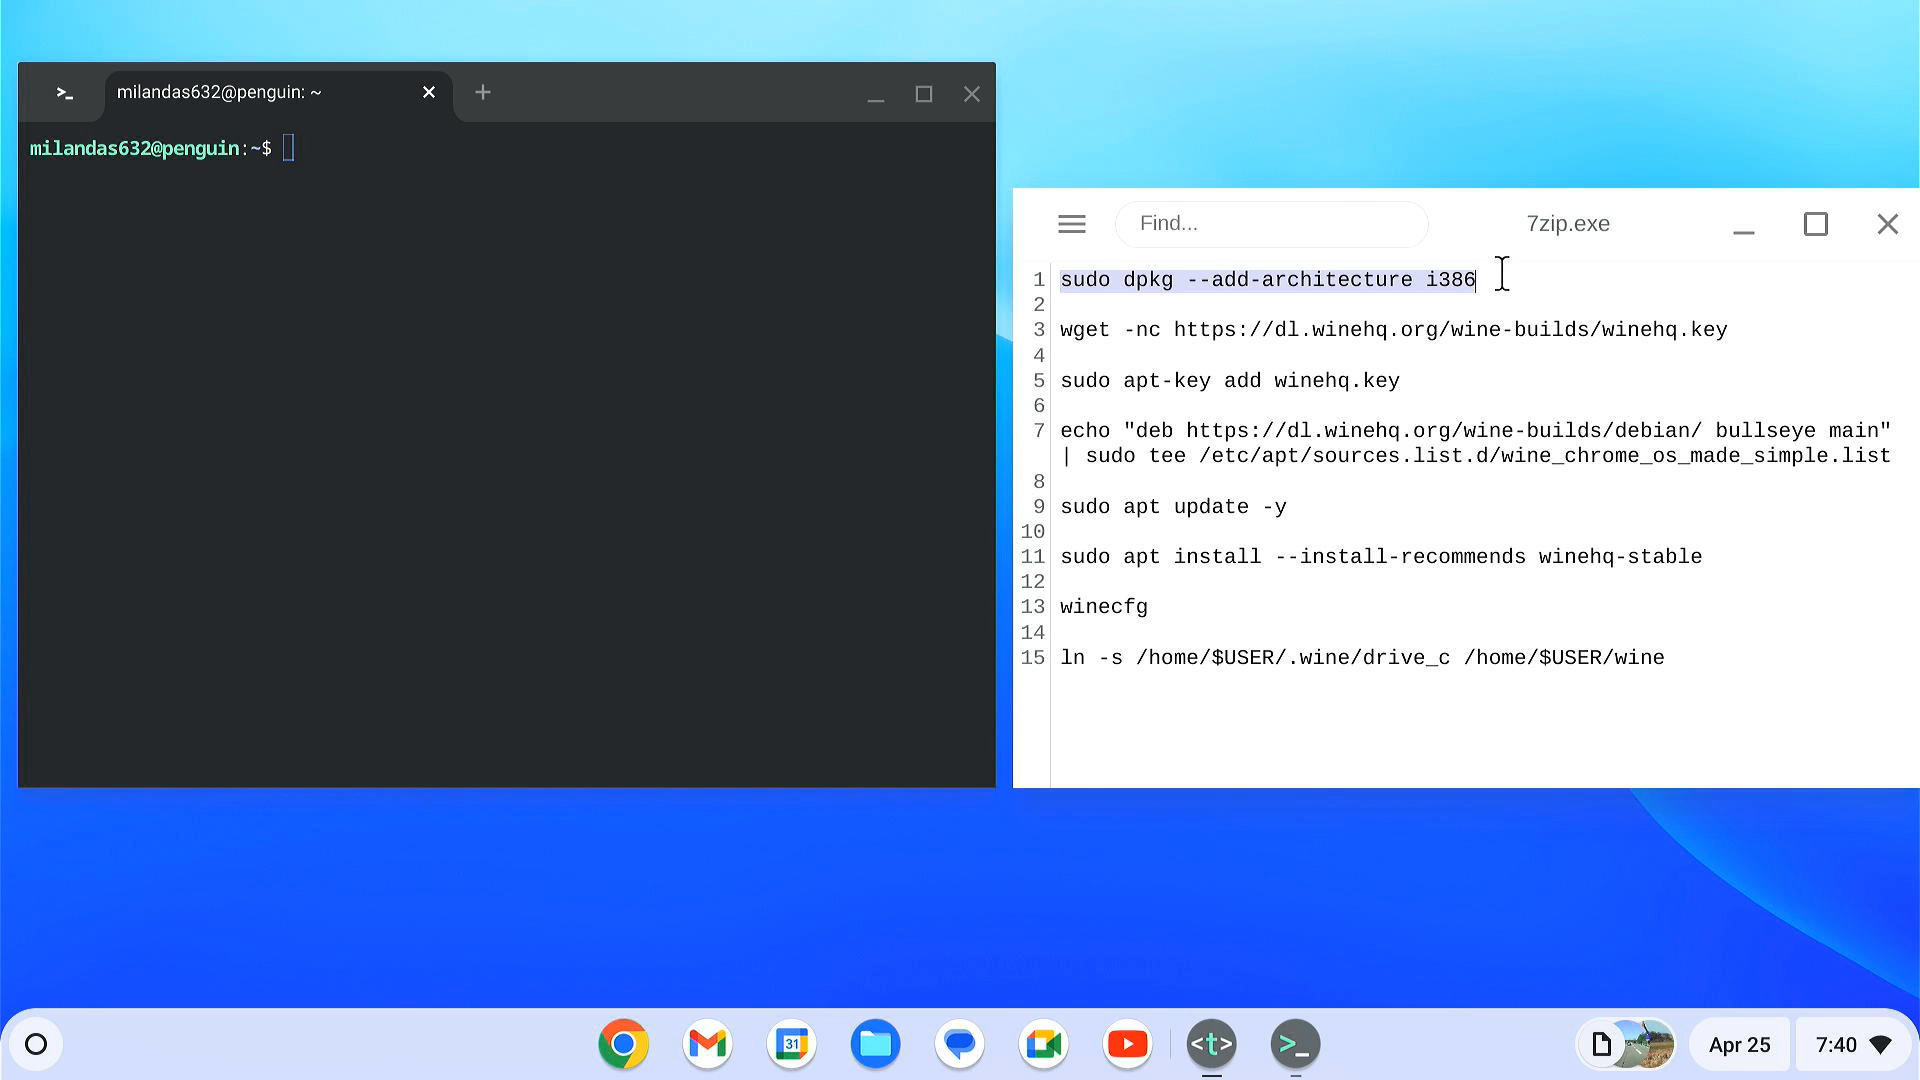 milandas632@penguin: ~
milandas632@penguin:~$
Find...
7zip.exe
1 sudo dpkg --add-architecture i386
2
3 wget -nc https://dl.winehq.org/wine-builds/winehq.key
4
5 sudo apt-key add winehq.key
6
7 echo "deb https://dl.winehq.org/wine-builds/debian/ bullseye main"
| sudo tee /etc/apt/sources.list.d/wine_chrome_os_made_simple.list
8
9 sudo apt update -y
10
11 sudo apt install --install-recommends winehq-stable
12
13 winecfg
14
15 ln -s /home/$USER/.wine/drive_c /home/$USER/wine
31
<t>
>_
Apr 25
7:40